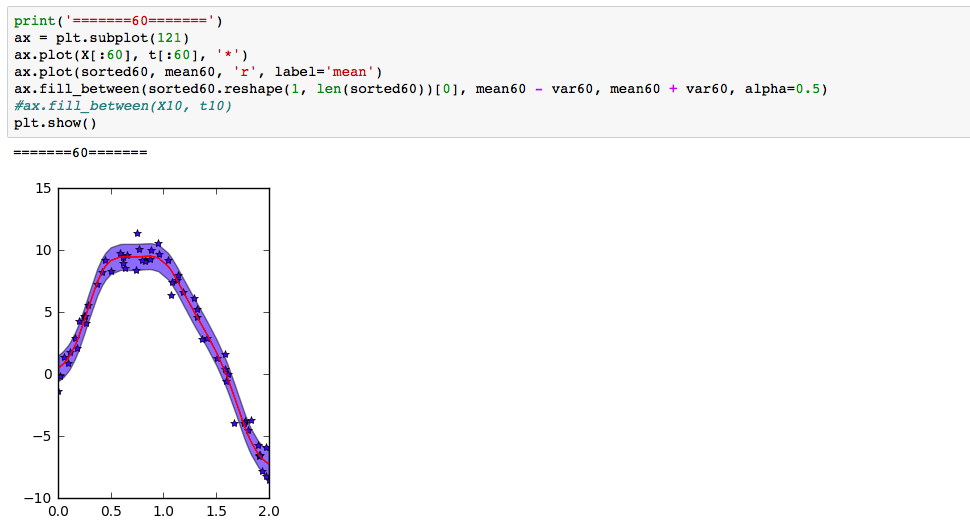 print('=======60=======')
ax = plt.subplot(121)
ax.plot(X[:60], t[:60], '*')
ax.plot(sorted60, mean60, 'r', label='mean')
ax.fill_between(sorted60.reshape(1, len(sorted60))[0], mean60 - var60, mean60 + var60, alpha=0.5)
#ax.fill_between(X10, t10)
plt.show()
=======60=======
15
10
5
0
−5
−10
0.0 0.5 1.0 1.5 2.0